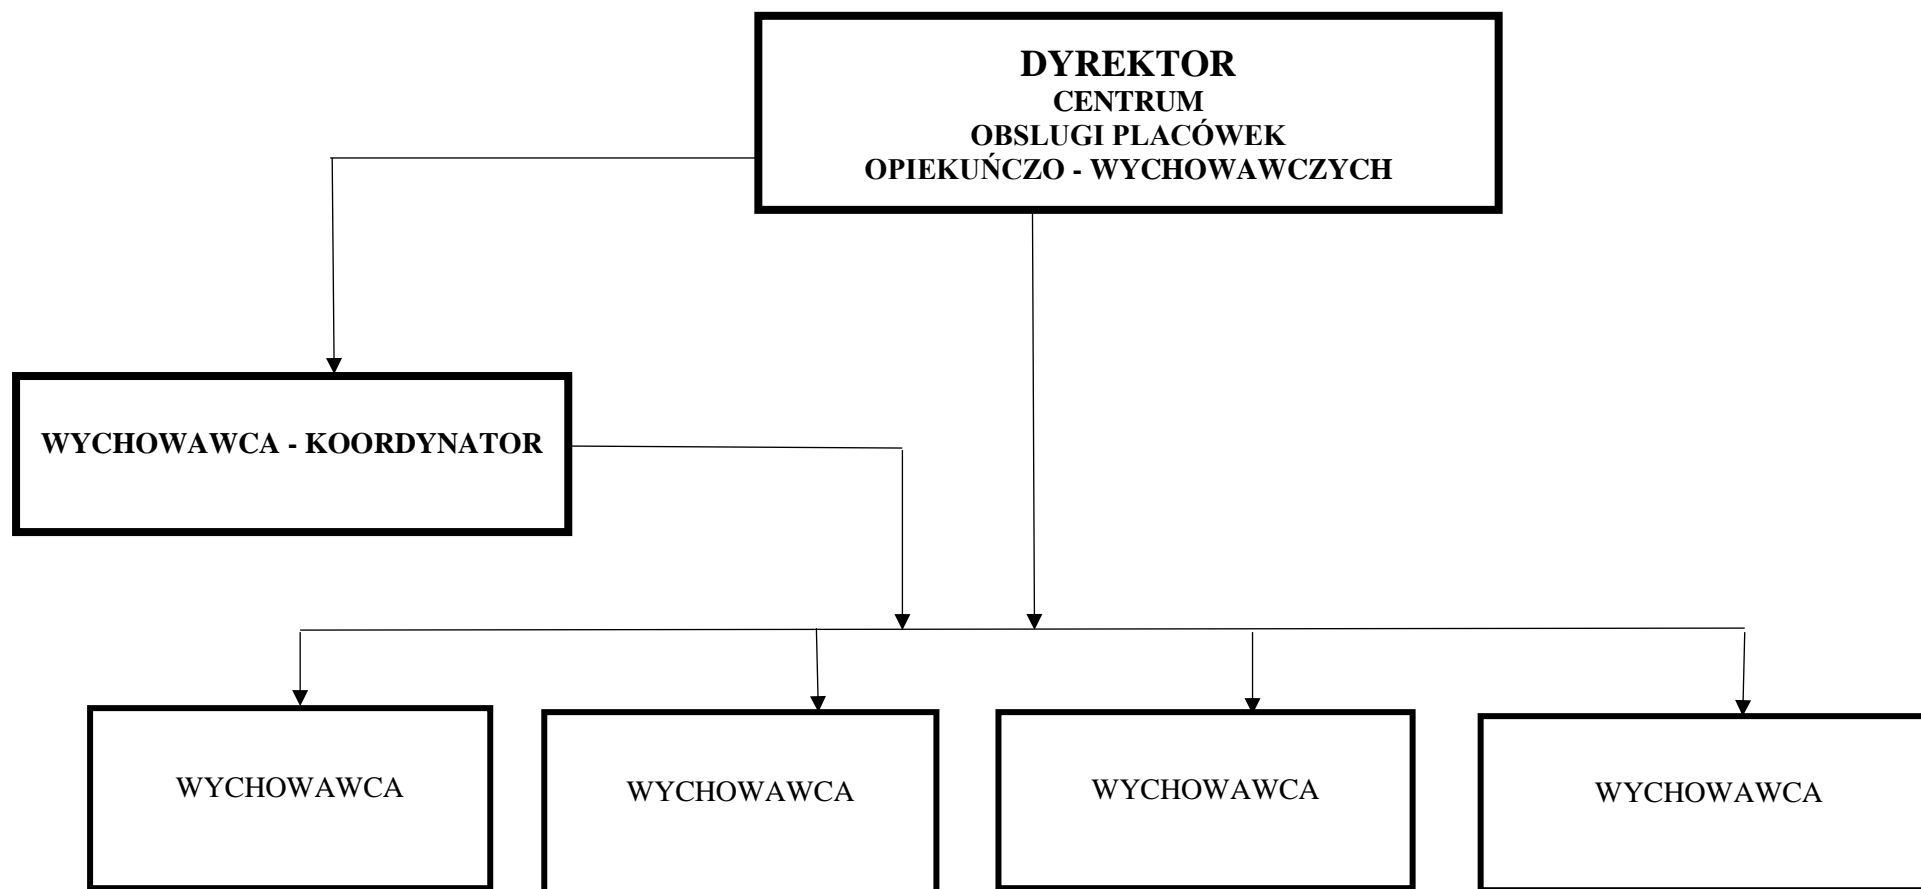 DYREKTOR
CENTRUM
OBSLUGI PLACÓWEK
OPIEKUŃCZO - WYCHOWAWCZYCH
WYCHOWAWCA - KOORDYNATOR
WYCHOWAWCA
WYCHOWAWCA
WYCHOWAWCA
WYCHOWAWCA